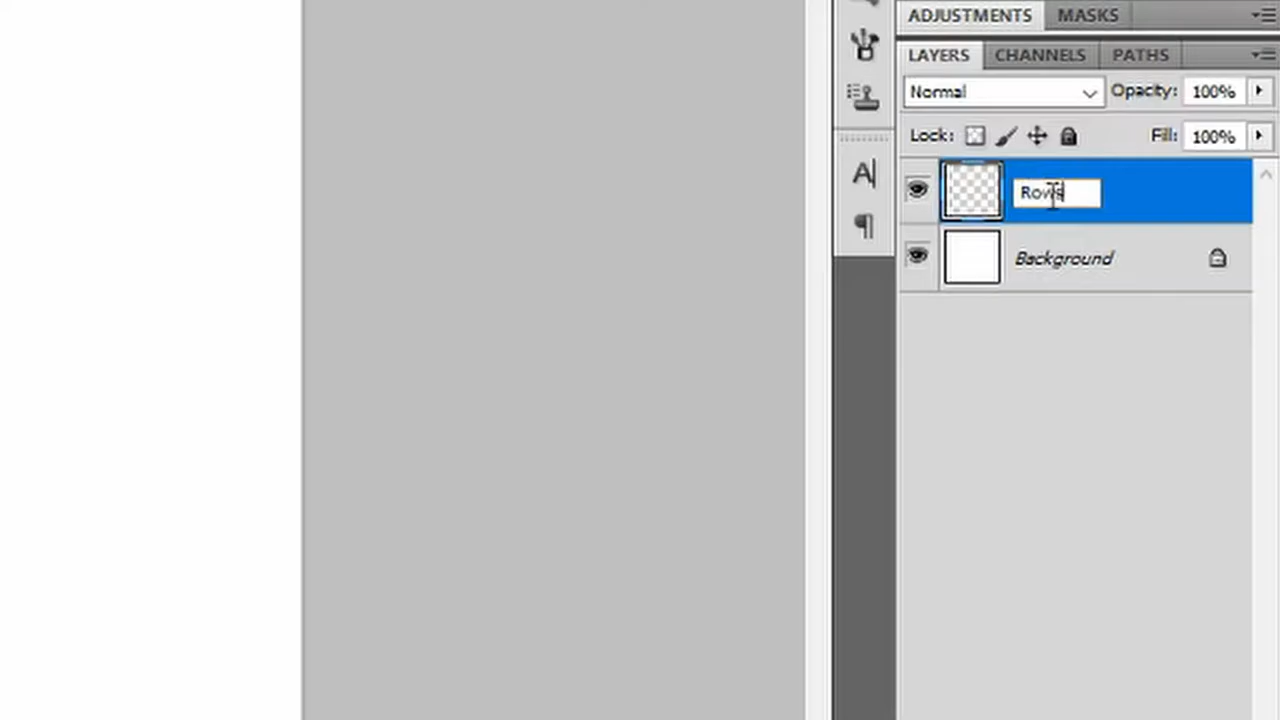 ADJUSTMENTS MASKS
LAYERS CHANNELS PATHS
Normal Opacity: 100%
Lock: Fill: 100%
A
Rows
Background